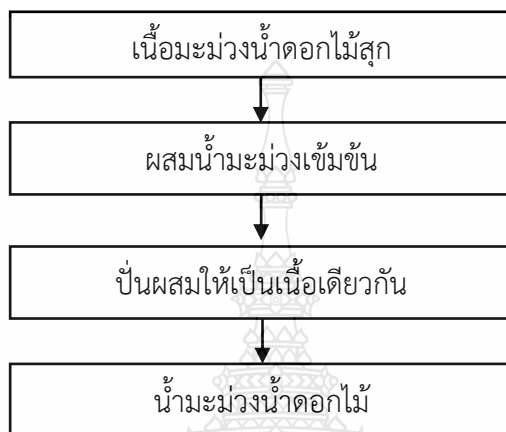 เนื้อมะม่วงน้ำดอกไม้สุก
ผสมน้ำมะม่วงเข้มข้น
ปั่นผสมให้เป็นเนื้อเดียวกัน
น้ำมะม่วงน้ำดอกไม้